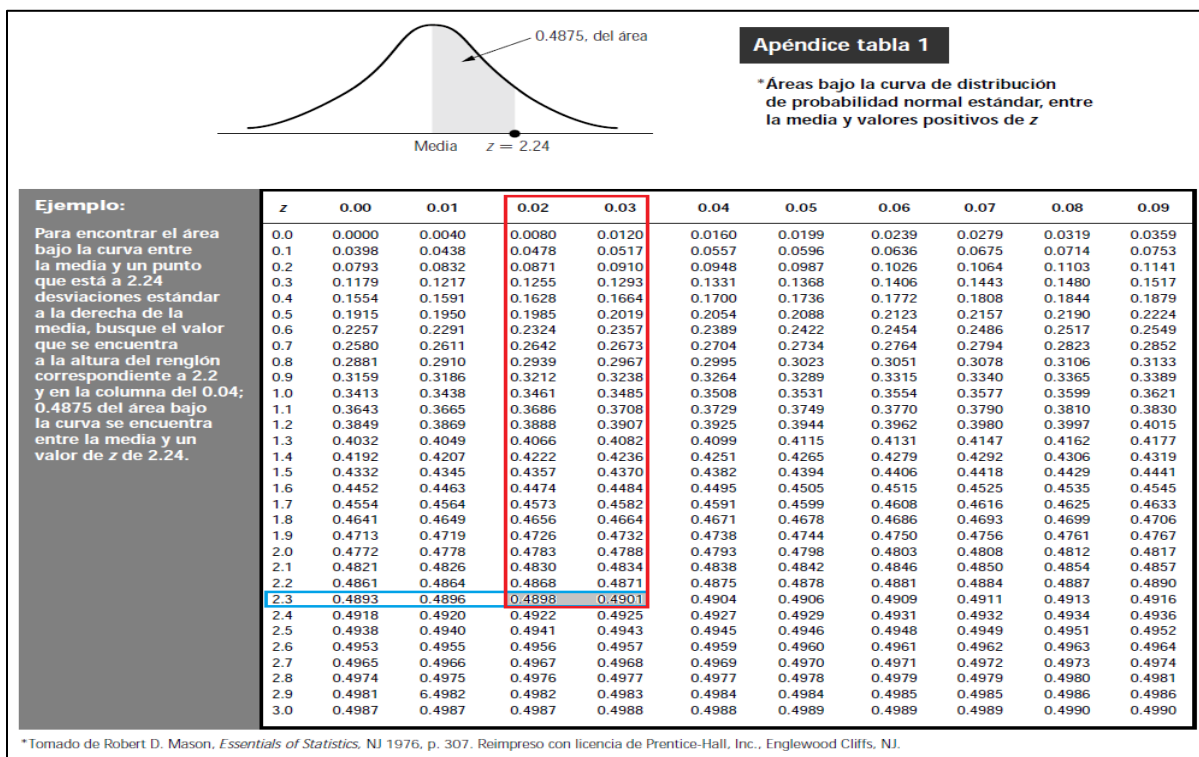 0.4875, del área
Media z = 2.24
Apéndice tabla 1
*Áreas bajo la curva de distribución
de probabilidad normal estándar, entre
la media y valores positivos de z
Ejemplo:
Para encontrar el área
bajo la curva entre
la media y un punto
que está a 2.24
desviaciones estándar
a la derecha de la
media, busque el valor
que se encuentra
a la altura del renglón
correspondiente a 2.2
y en la columna del 0.04;
0.4875 del área bajo
la curva se encuentra
entre la media y un
valor de z de 2.24.
z 0.00 0.01 0.02 0.03 0.04 0.05 0.06 0.07 0.08 0.09
0.0 0.0000 0.0040 0.0080 0.0120 0.0160 0.0199 0.0239 0.0279 0.0319 0.0359
0.1 0.0398 0.0438 0.0478 0.0517 0.0557 0.0596 0.0636 0.0675 0.0714 0.0753
0.2 0.0793 0.0832 0.0871 0.0910 0.0948 0.0987 0.1026 0.1064 0.1103 0.1141
0.3 0.1179 0.1217 0.1255 0.1293 0.1331 0.1368 0.1406 0.1443 0.1480 0.1517
0.4 0.1554 0.1591 0.1628 0.1664 0.1700 0.1736 0.1772 0.1808 0.1844 0.1879
0.5 0.1915 0.1950 0.1985 0.2019 0.2054 0.2088 0.2123 0.2157 0.2190 0.2224
0.6 0.2257 0.2291 0.2324 0.2357 0.2389 0.2422 0.2454 0.2486 0.2517 0.2549
0.7 0.2580 0.2611 0.2642 0.2673 0.2704 0.2734 0.2764 0.2794 0.2823 0.2852
0.8 0.2881 0.2910 0.2939 0.2967 0.2995 0.3023 0.3051 0.3078 0.3106 0.3133
0.9 0.3159 0.3186 0.3212 0.3238 0.3264 0.3289 0.3315 0.3340 0.3365 0.3389
1.0 0.3413 0.3438 0.3461 0.3485 0.3508 0.3531 0.3554 0.3577 0.3599 0.3621
1.1 0.3643 0.3665 0.3686 0.3708 0.3729 0.3749 0.3770 0.3790 0.3810 0.3830
1.2 0.3849 0.3869 0.3888 0.3907 0.3925 0.3944 0.3962 0.3980 0.3997 0.4015
1.3 0.4032 0.4049 0.4066 0.4082 0.4099 0.4115 0.4131 0.4147 0.4162 0.4177
1.4 0.4192 0.4207 0.4222 0.4236 0.4251 0.4265 0.4279 0.4292 0.4306 0.4319
1.5 0.4332 0.4345 0.4357 0.4370 0.4382 0.4394 0.4406 0.4418 0.4429 0.4441
1.6 0.4452 0.4463 0.4474 0.4484 0.4495 0.4505 0.4515 0.4525 0.4535 0.4545
1.7 0.4554 0.4564 0.4573 0.4582 0.4591 0.4599 0.4608 0.4616 0.4625 0.4633
1.8 0.4641 0.4649 0.4656 0.4664 0.4671 0.4678 0.4686 0.4693 0.4699 0.4706
1.9 0.4713 0.4719 0.4726 0.4732 0.4738 0.4744 0.4750 0.4756 0.4761 0.4767
2.0 0.4772 0.4778 0.4783 0.4788 0.4793 0.4798 0.4803 0.4808 0.4812 0.4817
2.1 0.4821 0.4826 0.4830 0.4834 0.4838 0.4842 0.4846 0.4850 0.4854 0.4857
2.2 0.4861 0.4864 0.4868 0.4871 0.4875 0.4878 0.4881 0.4884 0.4887 0.4890
2.3 0.4893 0.4896 0.4898 0.4901 0.4904 0.4906 0.4909 0.4911 0.4913 0.4916
2.4 0.4918 0.4920 0.4922 0.4925 0.4927 0.4929 0.4931 0.4932 0.4934 0.4936
2.5 0.4938 0.4940 0.4941 0.4943 0.4945 0.4946 0.4948 0.4949 0.4951 0.4952
2.6 0.4953 0.4955 0.4956 0.4957 0.4959 0.4960 0.4961 0.4962 0.4963 0.4964
2.7 0.4965 0.4966 0.4967 0.4968 0.4969 0.4970 0.4971 0.4972 0.4973 0.4974
2.8 0.4974 0.4975 0.4976 0.4977 0.4977 0.4978 0.4979 0.4979 0.4980 0.4981
2.9 0.4981 6.4982 0.4982 0.4983 0.4984 0.4984 0.4985 0.4985 0.4986 0.4986
3.0 0.4987 0.4987 0.4987 0.4988 0.4988 0.4989 0.4989 0.4989 0.4990 0.4990
*Tomado de Robert D. Mason, Essentials of Statistics, NJ 1976, p. 307. Reimpreso con licencia de Prentice-Hall, Inc., Englewood Cliffs, NJ.